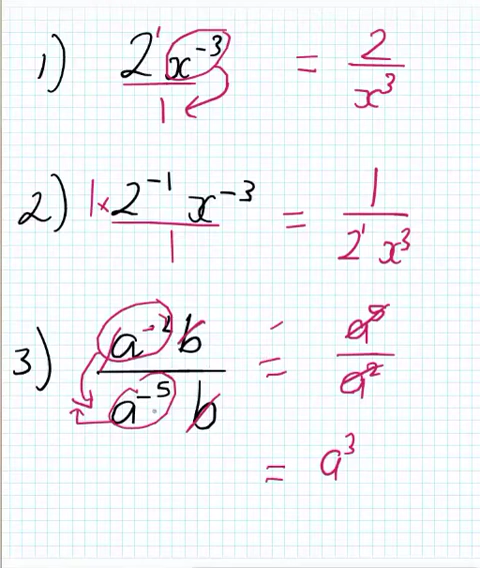 1) 2¹x⁻³/1 = 2/x³
2) 1×2⁻¹x⁻³/1 = 1/2¹x³
3) a⁻²b/a⁻⁵b = a⁵/a²
= a³